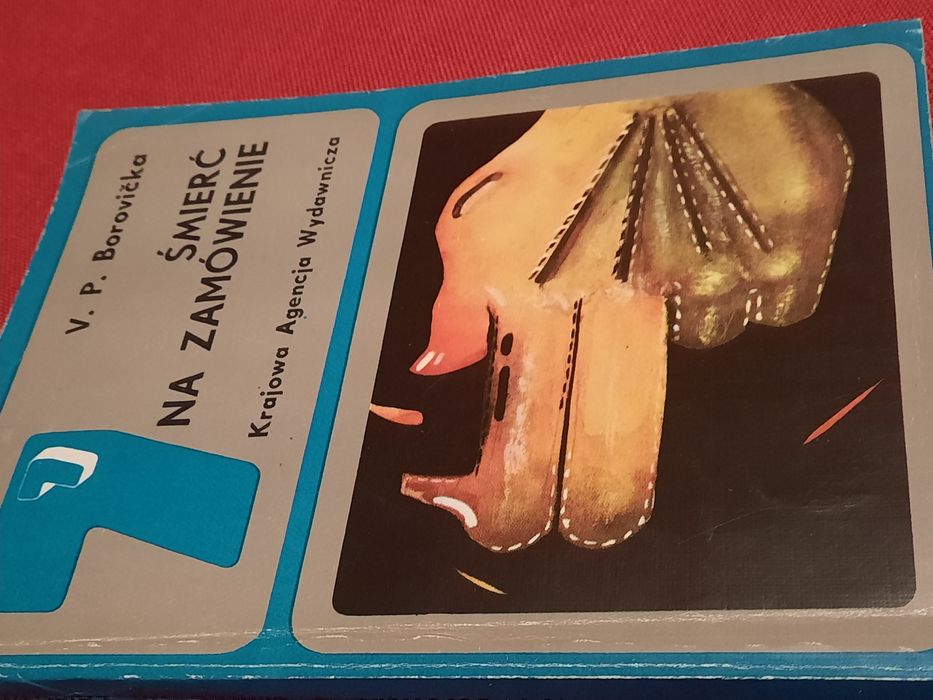 V. P. Borovička
ŚMIERĆ
NA ZAMÓWIENIE
Krajowa Agencja Wydawnicza